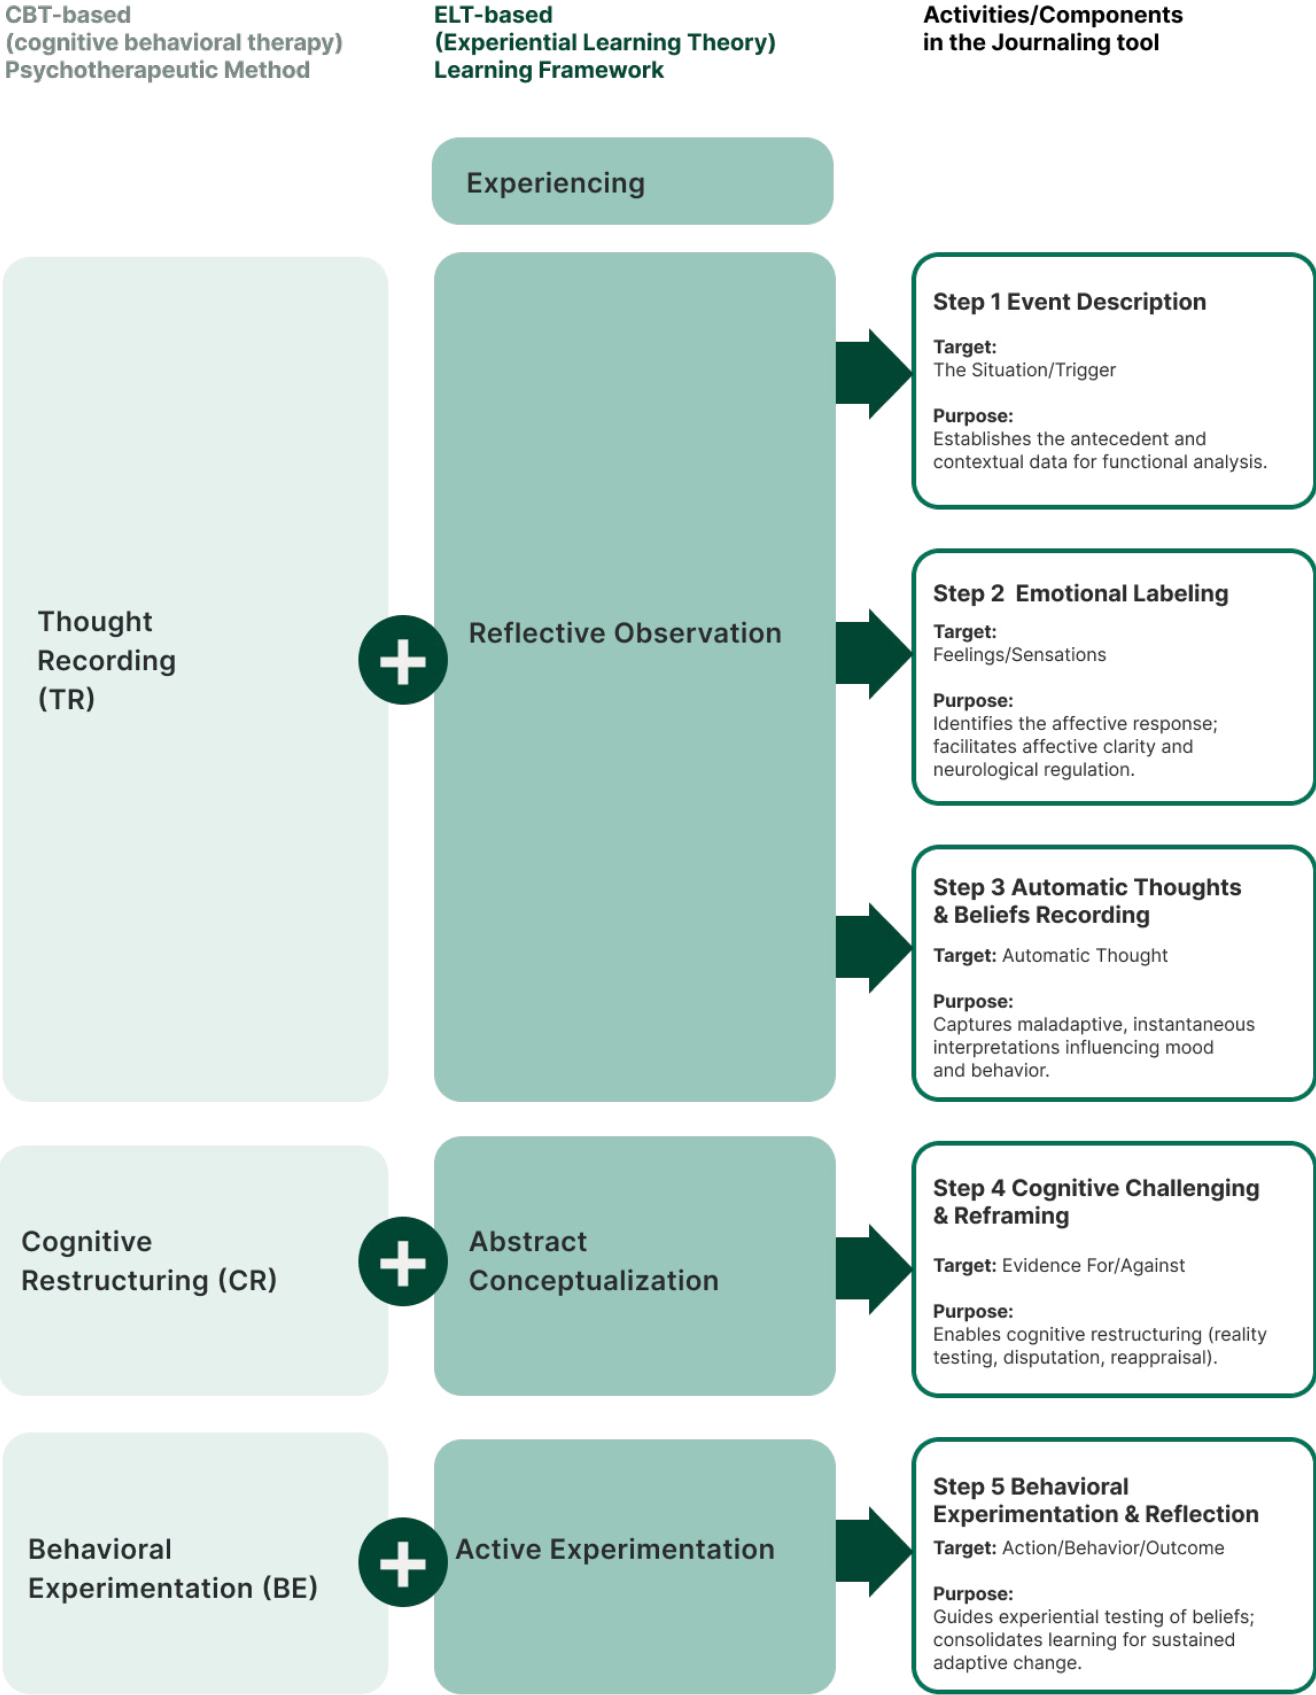 CBT-based
(cognitive behavioral therapy)
Psychotherapeutic Method
ELT-based
(Experiential Learning Theory)
Learning Framework
Activities/Components
in the Journaling tool
Experiencing
Thought
Recording
(TR)
+
Reflective Observation
Step 1 Event Description
Target:
The Situation/Trigger
Purpose:
Establishes the antecedent and
contextual data for functional analysis.
Step 2  Emotional Labeling
Target:
Feelings/Sensations
Purpose:
Identifies the affective response;
facilitates affective clarity and
neurological regulation.
Step 3 Automatic Thoughts
& Beliefs Recording
Target: Automatic Thought
Purpose:
Captures maladaptive, instantaneous
interpretations influencing mood
and behavior.
Cognitive
Restructuring (CR)
+
Abstract
Conceptualization
Step 4 Cognitive Challenging
& Reframing
Target: Evidence For/Against
Purpose:
Enables cognitive restructuring (reality
testing, disputation, reappraisal).
Behavioral
Experimentation (BE)
+
Active Experimentation
Step 5 Behavioral
Experimentation & Reflection
Target: Action/Behavior/Outcome
Purpose:
Guides experiential testing of beliefs;
consolidates learning for sustained
adaptive change.